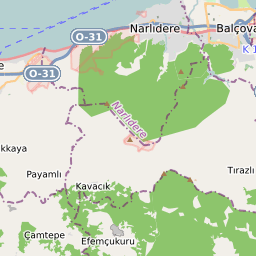 O-31
Narlıdere
Balçova
O-31
Narlıdere
kkaya
Payamlı
Tırazlı
Kavacık
Çamtepe
Efemçukuru